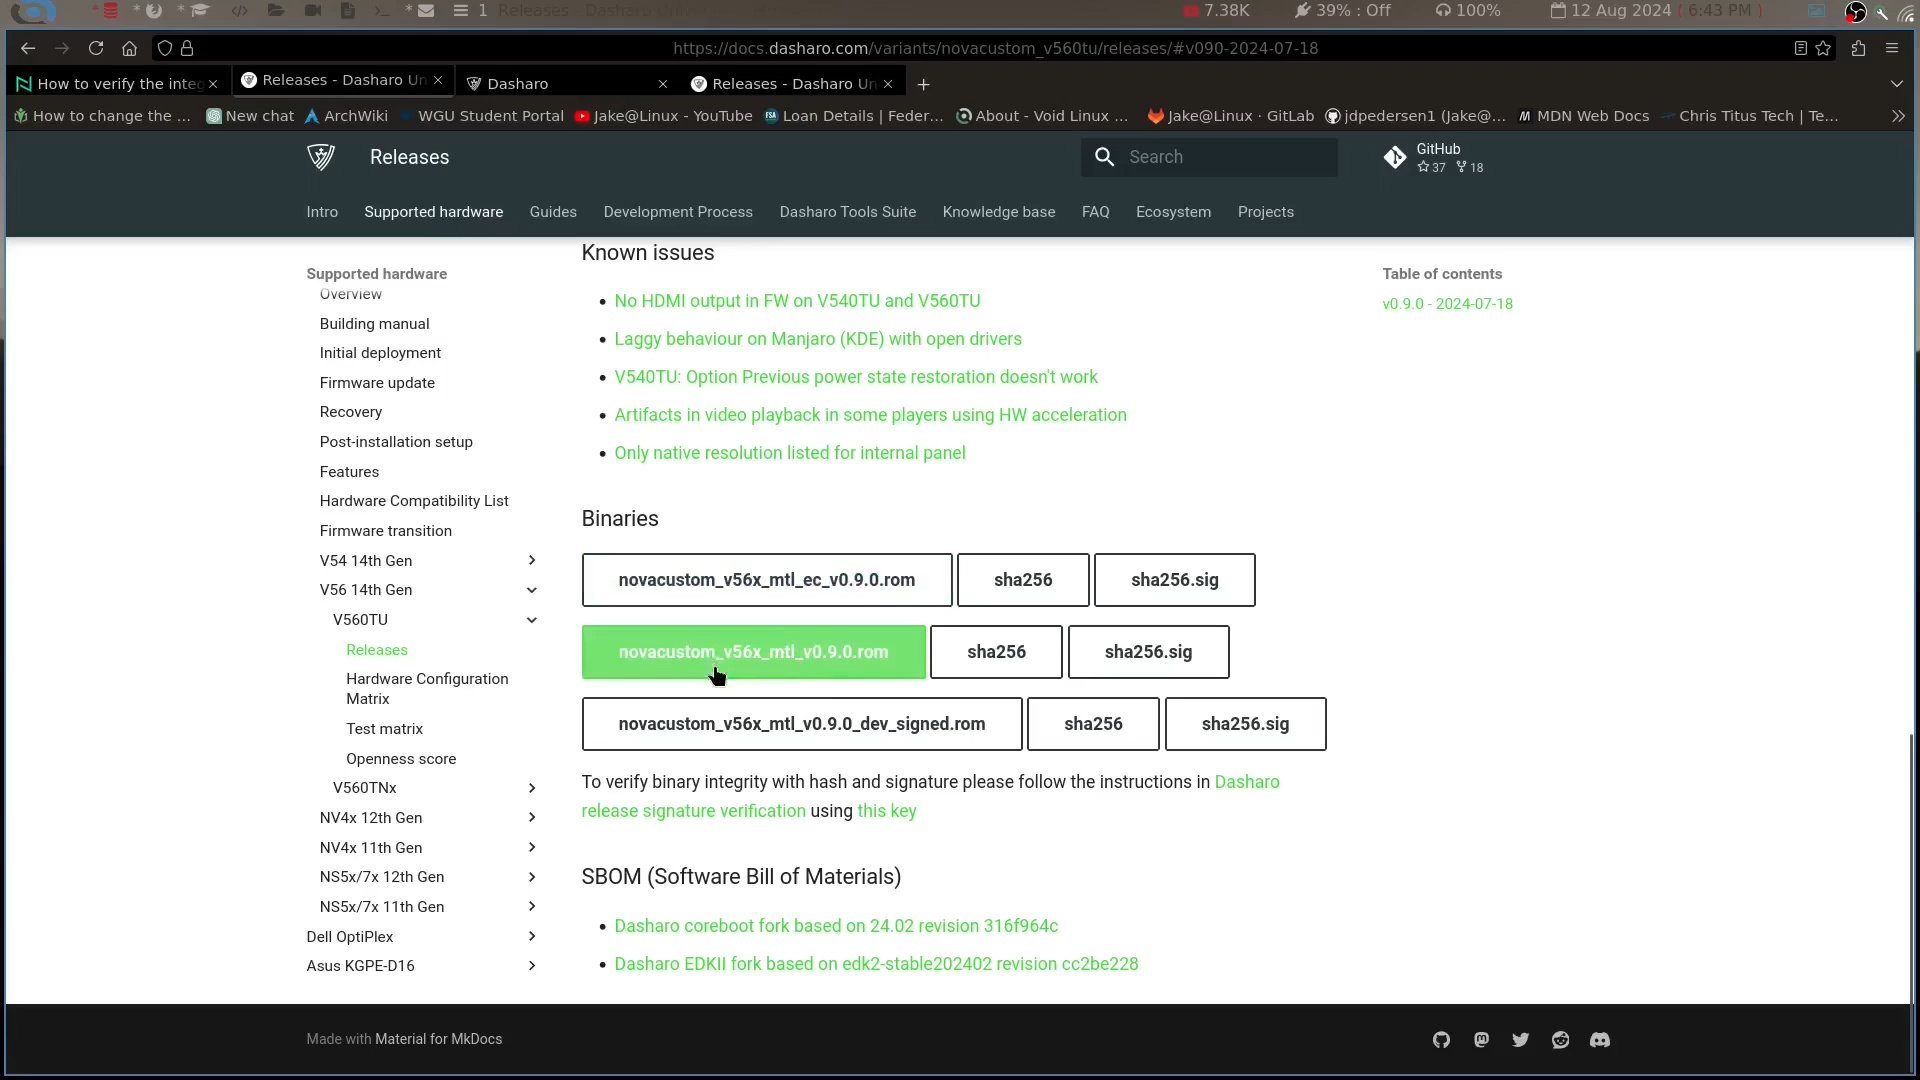 1
7.38K
39% : Off
100%
12 Aug 2024 ( 6:43 PM )
https://docs.dasharo.com/variants/novacustom_v560tu/releases/#v090-2024-07-18
How to verify the integ
Releases - Dasharo Un
Dasharo
Releases - Dasharo Un
How to change the ...
New chat
ArchWiki
WGU Student Portal
Jake@Linux - YouTube
Loan Details | Feder...
About - Void Linux ...
Jake@Linux · GitLab
jdpedersen1 (Jake@...
MDN Web Docs
Chris Titus Tech | Te...
Releases
Search
GitHub
37 18
Intro
Supported hardware
Guides
Development Process
Dasharo Tools Suite
Knowledge base
FAQ
Ecosystem
Projects
Supported hardware
Overview
Building manual
Initial deployment
Firmware update
Recovery
Post-installation setup
Features
Hardware Compatibility List
Firmware transition
V54 14th Gen
V56 14th Gen
V560TU
Releases
Hardware Configuration
Matrix
Test matrix
Openness score
V560TNx
NV4x 12th Gen
NV4x 11th Gen
NS5x/7x 12th Gen
NS5x/7x 11th Gen
Dell OptiPlex
Asus KGPE-D16
Known issues
No HDMI output in FW on V540TU and V560TU
Laggy behaviour on Manjaro (KDE) with open drivers
V540TU: Option Previous power state restoration doesn't work
Artifacts in video playback in some players using HW acceleration
Only native resolution listed for internal panel
Binaries
novacustom_v56x_mtl_ec_v0.9.0.rom
sha256
sha256.sig
novacustom_v56x_mtl_v0.9.0.rom
sha256
sha256.sig
novacustom_v56x_mtl_v0.9.0_dev_signed.rom
sha256
sha256.sig
To verify binary integrity with hash and signature please follow the instructions in Dasharo
release signature verification using this key
SBOM (Software Bill of Materials)
Dasharo coreboot fork based on 24.02 revision 316f964c
Dasharo EDKII fork based on edk2-stable202402 revision cc2be228
Table of contents
v0.9.0 - 2024-07-18
Made with Material for MkDocs